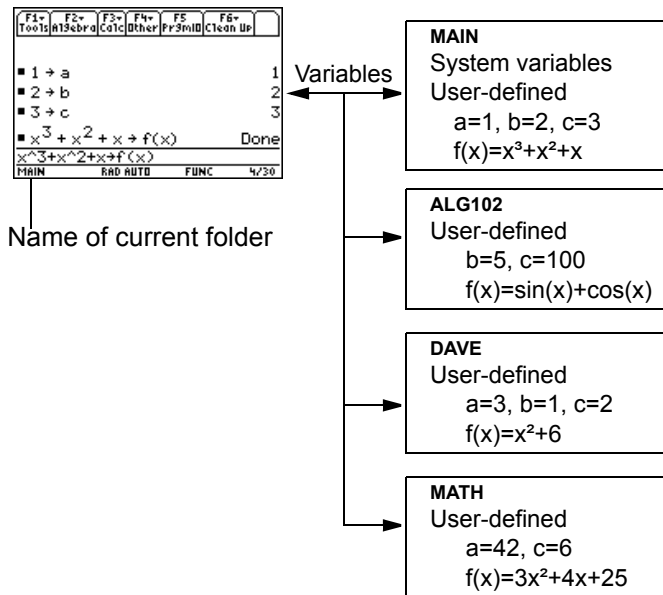 F1▾ F2▾ F3▾ F4▾ F5 F6▾
Tools Algebra Calc Other PrgmIO Clean Up
■ 1 → a 1
■ 2 → b 2
■ 3 → c 3
■ x³ + x² + x → f(x) Done
x^3+x^2+x→f(x)
MAIN RAD AUTO FUNC 4/30
Name of current folder
Variables
MAIN
System variables
User-defined
a=1, b=2, c=3
f(x)=x³+x²+x
ALG102
User-defined
b=5, c=100
f(x)=sin(x)+cos(x)
DAVE
User-defined
a=3, b=1, c=2
f(x)=x²+6
MATH
User-defined
a=42, c=6
f(x)=3x²+4x+25